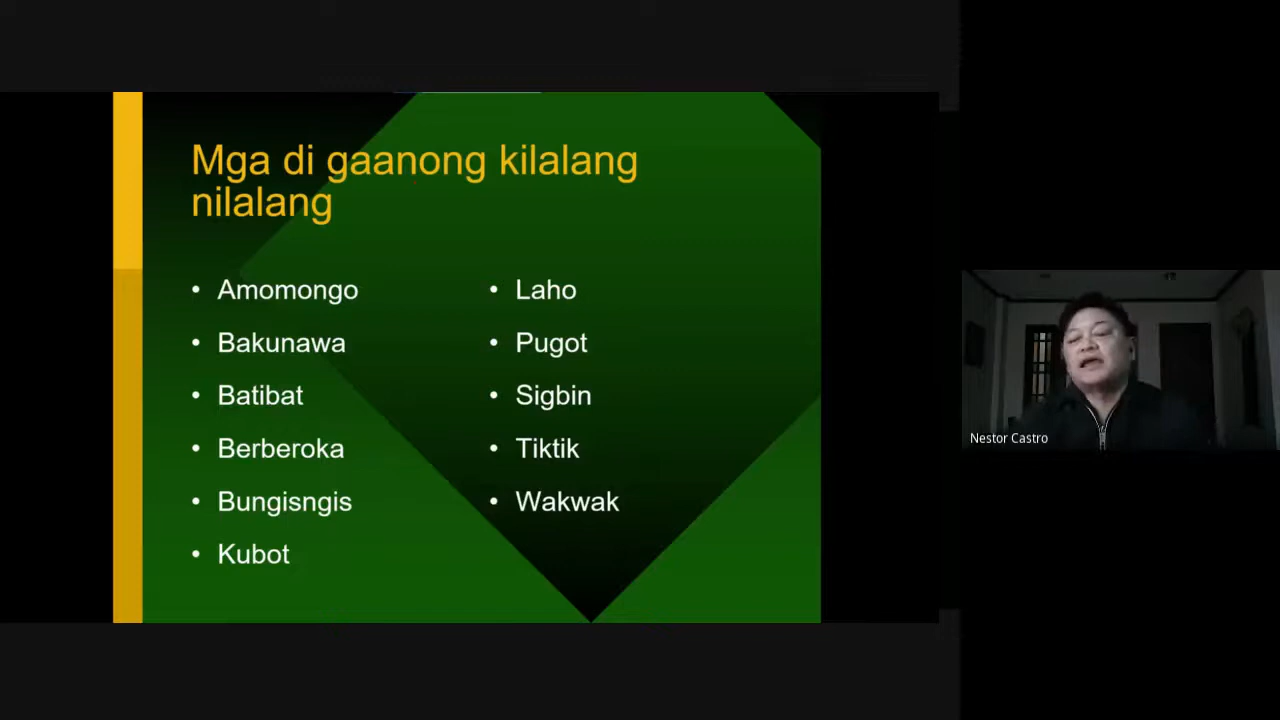 Mga di gaanong kilalang
nilalang
• Amomongo
• Bakunawa
• Batibat
• Berberoka
• Bungisngis
• Kubot
• Laho
• Pugot
• Sigbin
• Tiktik
• Wakwak
Nestor Castro